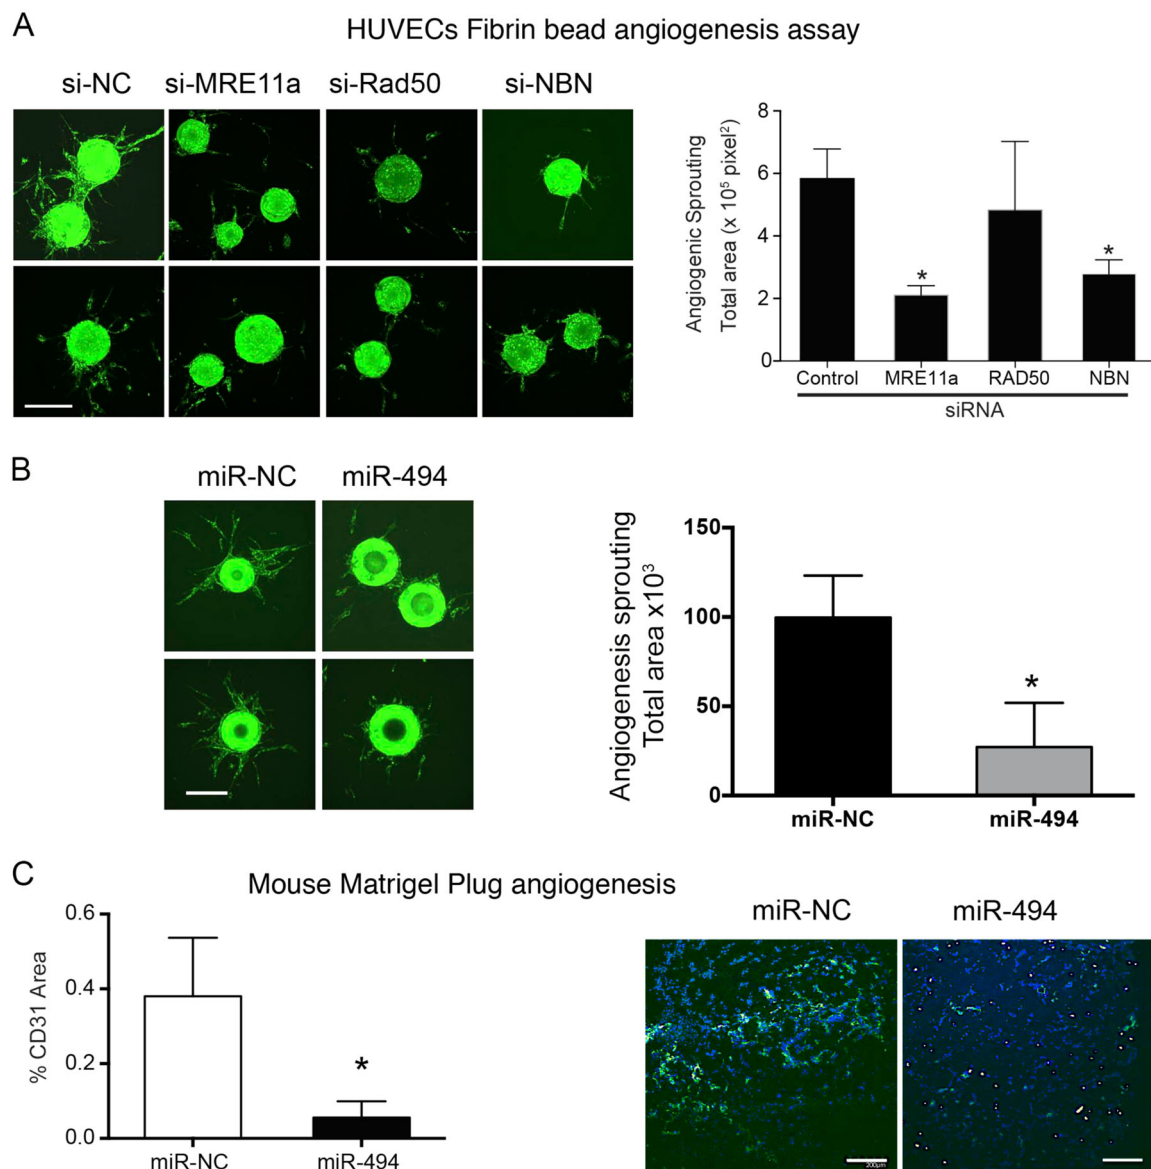 A
HUVECs Fibrin bead angiogenesis assay
si-NC
si-MRE11a
si-Rad50
si-NBN
Angiogenic Sprouting
Total area (x 10⁵ pixel²)
8
6
4
2
0
*
*
Control
MRE11a
RAD50
NBN
siRNA
B
miR-NC
miR-494
Angiogenesis sprouting
Total area x10³
150
100
50
0
*
miR-NC
miR-494
C
Mouse Matrigel Plug angiogenesis
% CD31 Area
0.6
0.4
0.2
0.0
*
miR-NC
miR-494
miR-NC
miR-494
200µm